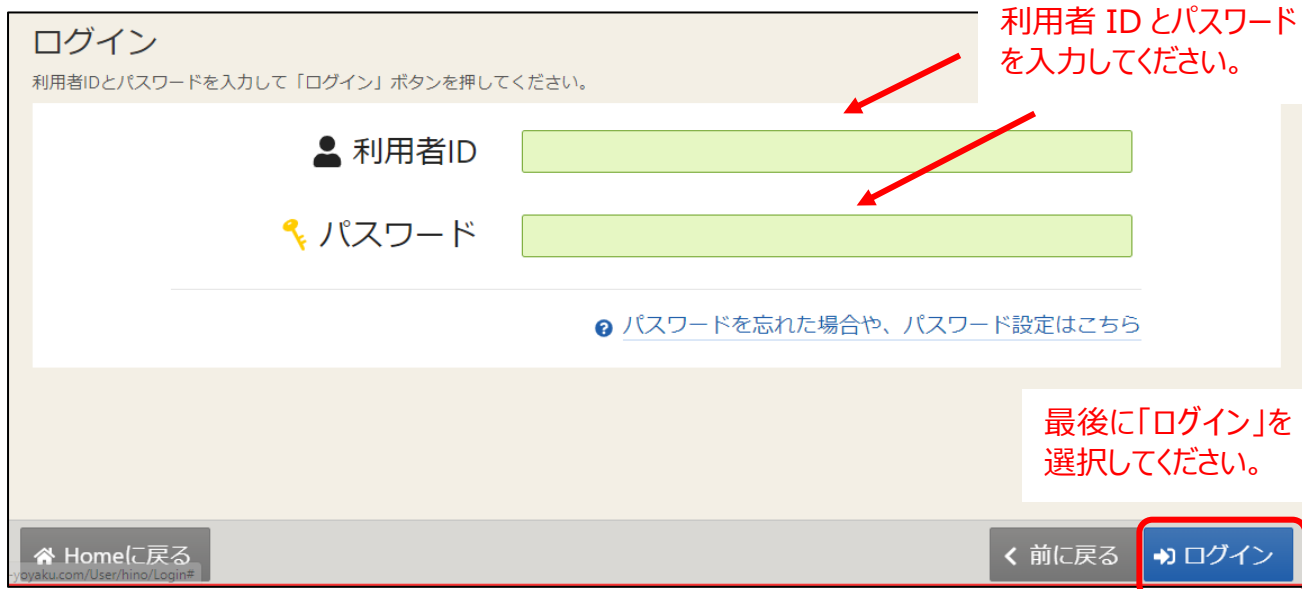 利用者 ID とパスワード
を入力してください。
ログイン
利用者IDとパスワードを入力して「ログイン」ボタンを押してください。
利用者ID
パスワード
パスワードを忘れた場合や、パスワード設定はこちら
最後に「ログイン」を
選択してください。
Homeに戻る
前に戻る
ログイン
-yoyaku.com/User/hino/Login#